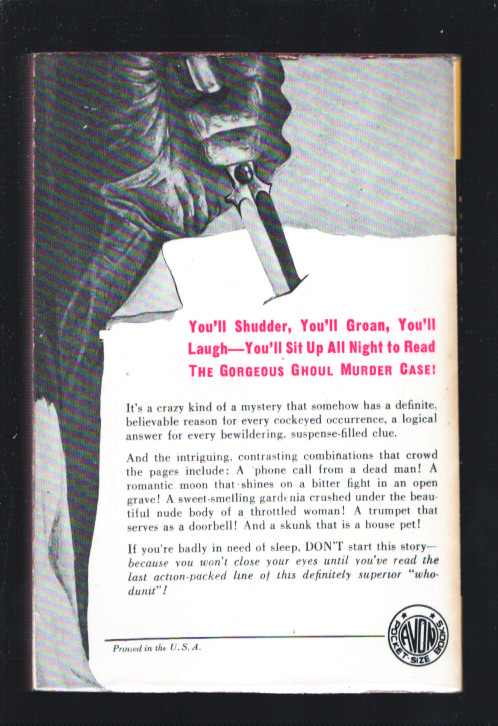 You'll Shudder, You'll Groan, You'll
Laugh—You'll Sit Up All Night to Read
THE GORGEOUS GHOUL MURDER CASE!
It's a crazy kind of a mystery that somehow has a definite,
believable reason for every cockeyed occurrence, a logical
answer for every bewildering, suspense-filled clue.
And the intriguing, contrasting combinations that crowd
the pages include: A 'phone call from a dead man! A
romantic moon that shines on a bitter fight in an open
grave! A sweet-smelling gardenia crushed under the beau-
tiful nude body of a throttled woman! A trumpet that
serves as a doorbell! And a skunk that is a house pet!
If you're badly in need of sleep, DON'T start this story—
because you won't close your eyes until you've read the
last action-packed line of this definitely superior "who-
dunit"!
Printed in the U.S.A.
AVON
POCKET-SIZE BOOKS